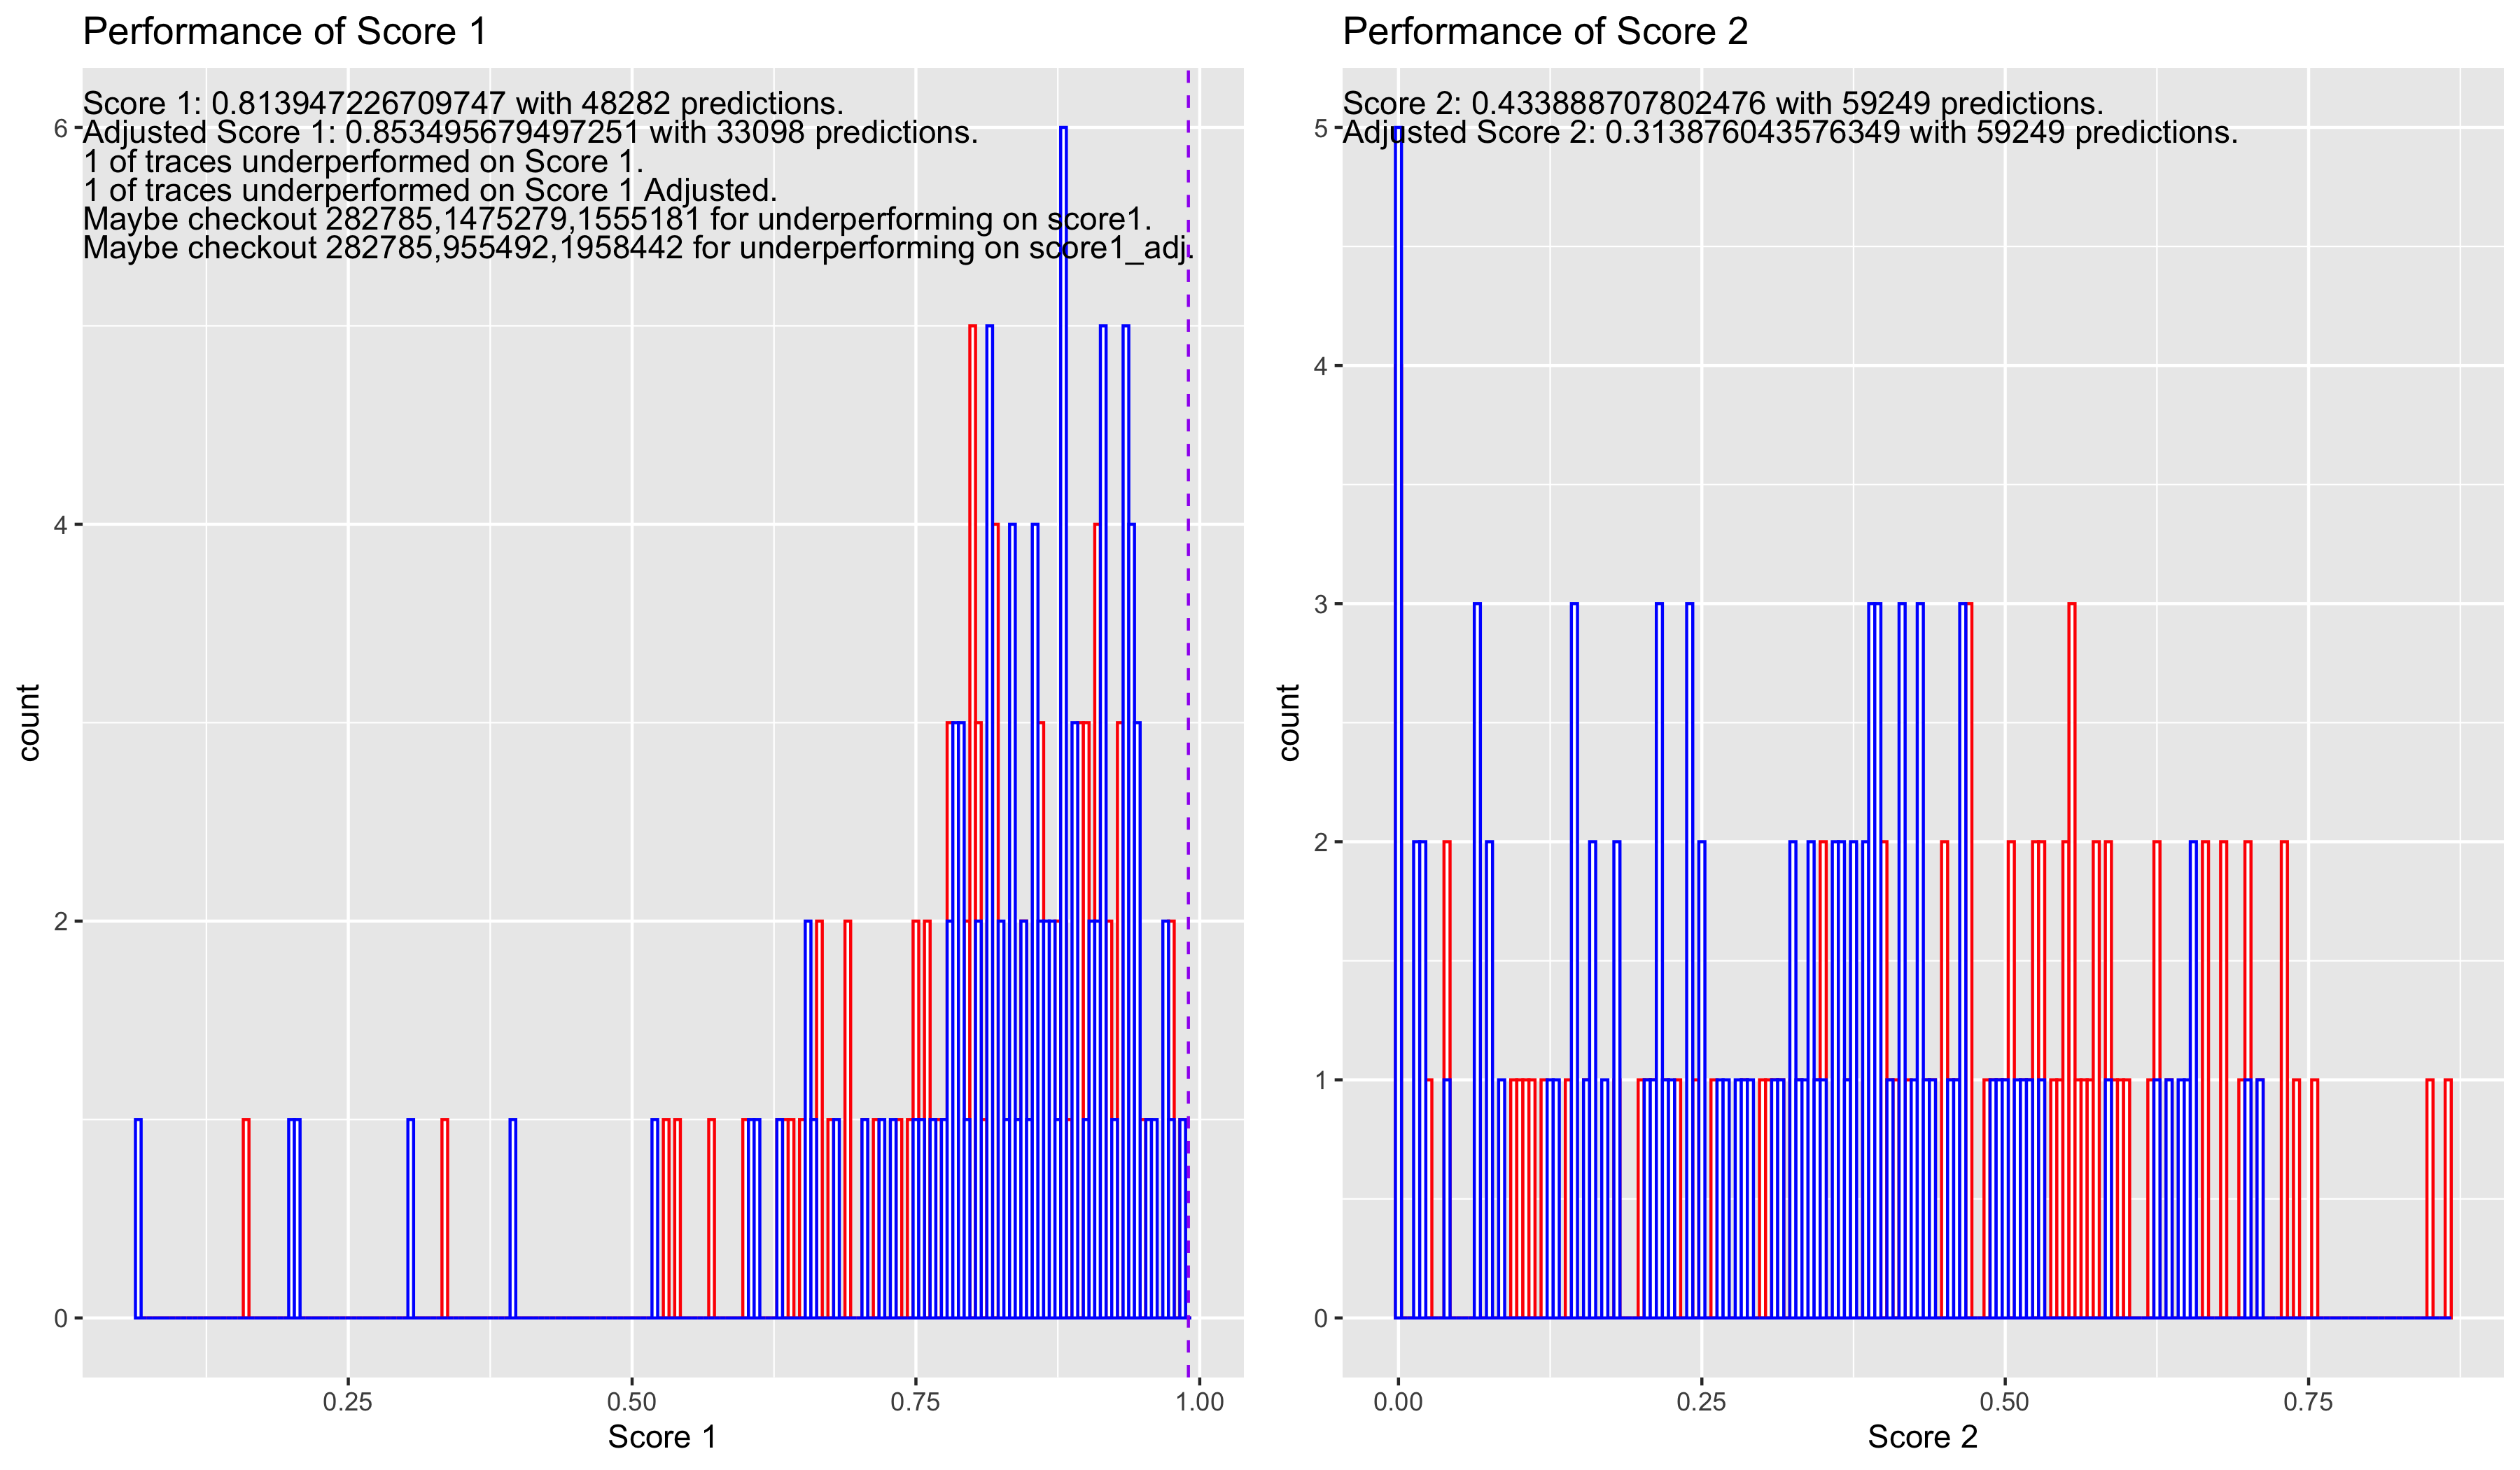 Performance of Score 1
Score 1: 0.813947226709747 with 48282 predictions.
Adjusted Score 1: 0.853495679497251 with 33098 predictions.
1 of traces underperformed on Score 1.
1 of traces underperformed on Score 1 Adjusted.
Maybe checkout 282785,1475279,1555181 for underperforming on score1.
Maybe checkout 282785,955492,1958442 for underperforming on score1_adj.
6
4
2
0
count
0.25 0.50 0.75 1.00
Score 1
Performance of Score 2
Score 2: 0.433888707802476 with 59249 predictions.
Adjusted Score 2: 0.313876043576349 with 59249 predictions.
5
4
3
2
1
0
count
0.00 0.25 0.50 0.75
Score 2